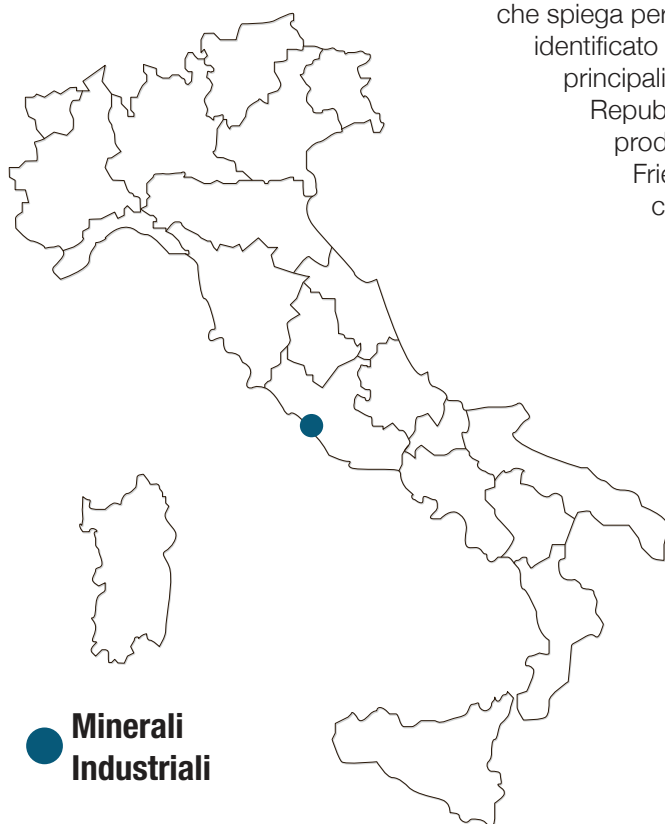 che spiega per
identificato
principali
Repub
prod
Frie
c
Minerali
Industriali